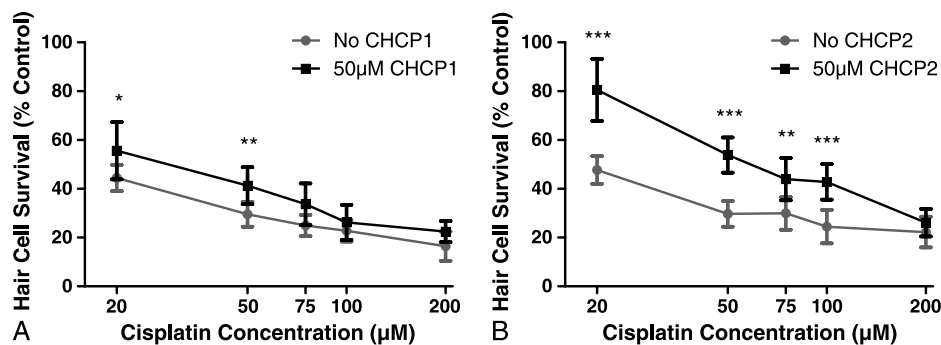 No CHCP1
50µM CHCP1
Hair Cell Survival (% Control)
100
80
60
40
20
0
*
**
20
50
75
100
200
Cisplatin Concentration (µM)
A
No CHCP2
50µM CHCP2
Hair Cell Survival (% Control)
100
80
60
40
20
0
***
***
**
***
20
50
75
100
200
Cisplatin Concentration (µM)
B